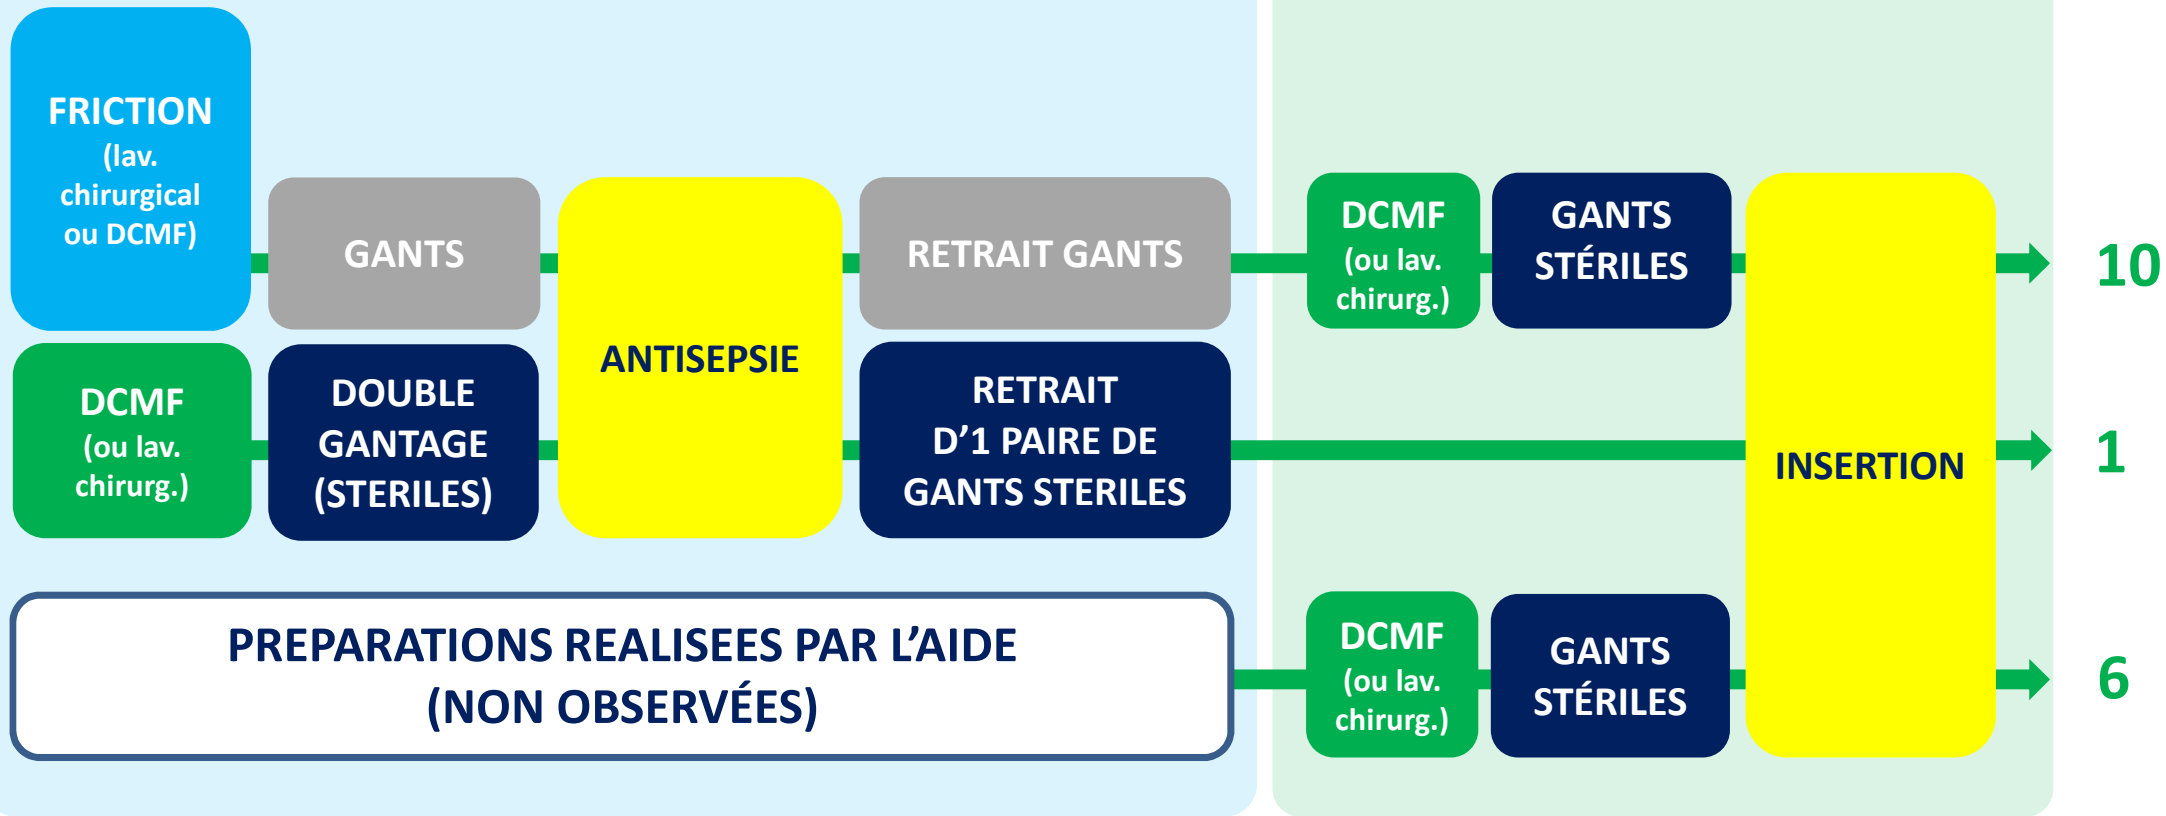 FRICTION
(lav.
chirurgical
ou DCMF)
GANTS
ANTISEPSIE
RETRAIT GANTS
DCMF
(ou lav.
chirurg.)
GANTS
STÉRILES
INSERTION
10
DCMF
(ou lav.
chirurg.)
DOUBLE
GANTAGE
(STERILES)
RETRAIT
D’1 PAIRE DE
GANTS STERILES
1
PREPARATIONS REALISEES PAR L’AIDE
(NON OBSERVÉES)
DCMF
(ou lav.
chirurg.)
GANTS
STÉRILES
6